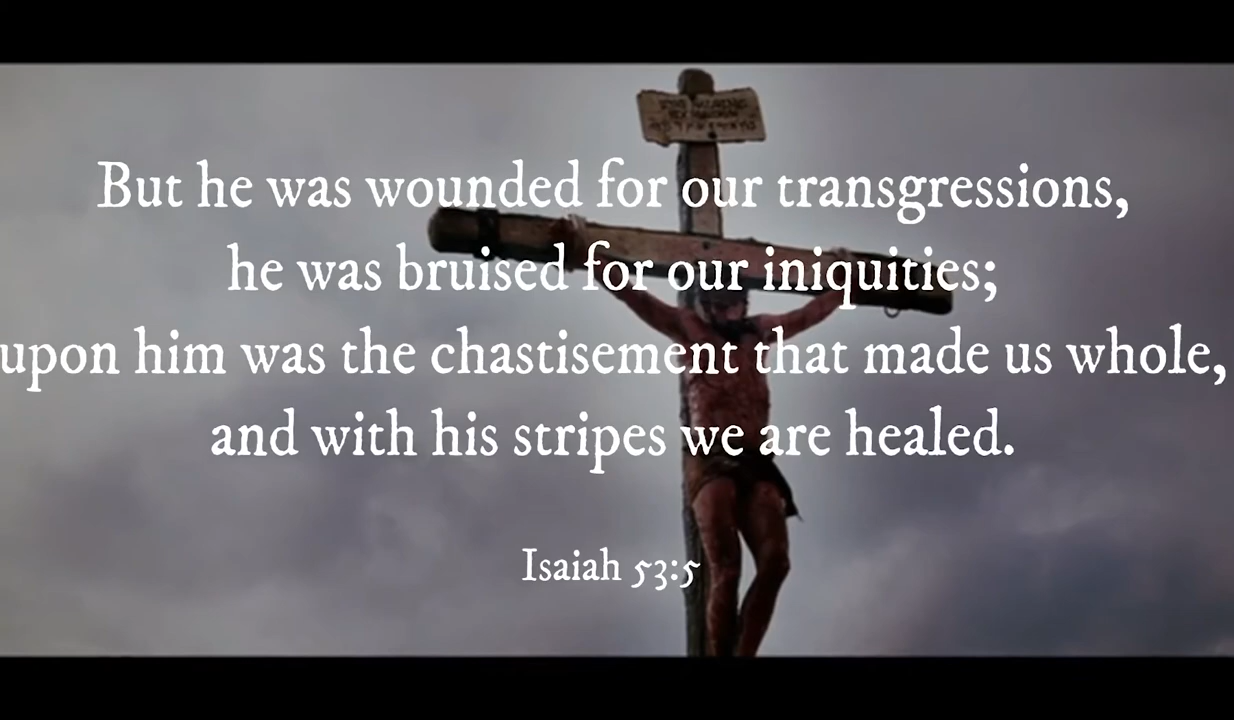 But he was wounded for our transgressions,
he was bruised for our iniquities;
upon him was the chastisement that made us whole,
and with his stripes we are healed.
Isaiah 53:5